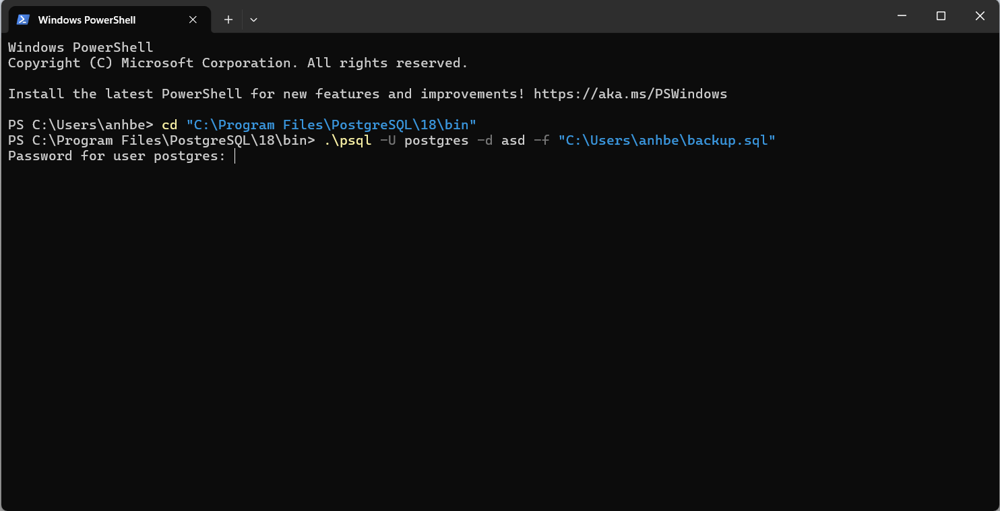 Windows PowerShell
Windows PowerShell
Copyright (C) Microsoft Corporation. All rights reserved.
Install the latest PowerShell for new features and improvements! https://aka.ms/PSWindows
PS C:\Users\anhbe> cd "C:\Program Files\PostgreSQL\18\bin"
PS C:\Program Files\PostgreSQL\18\bin> .\psql -U postgres -d asd -f "C:\Users\anhbe\backup.sql"
Password for user postgres: